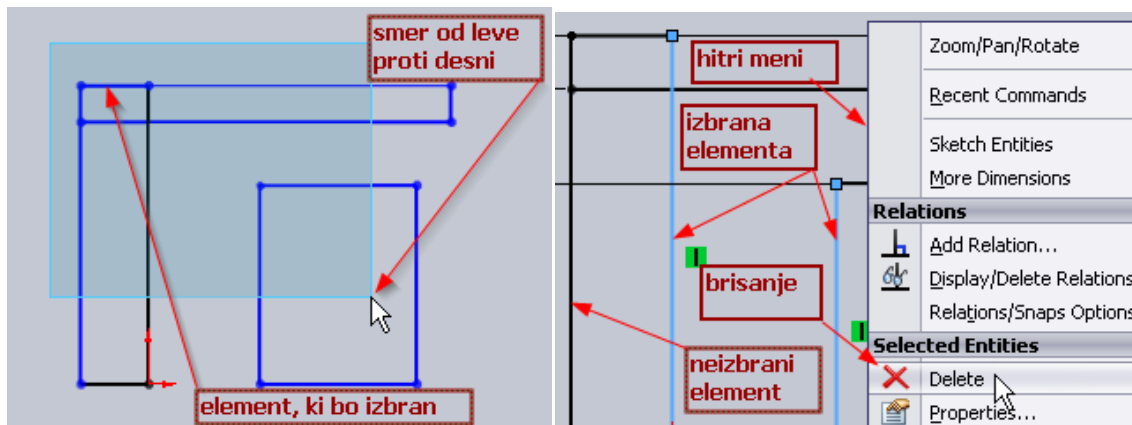 smer od leve
proti desni
element, ki bo izbran
hitri meni
izbrana
elementa
brisanje
neizbrani
element
Zoom/Pan/Rotate
Recent Commands
Sketch Entities
More Dimensions
Relations
Add Relation...
Display/Delete Relations
Relations/Snaps Options
Selected Entities
Delete
Properties...